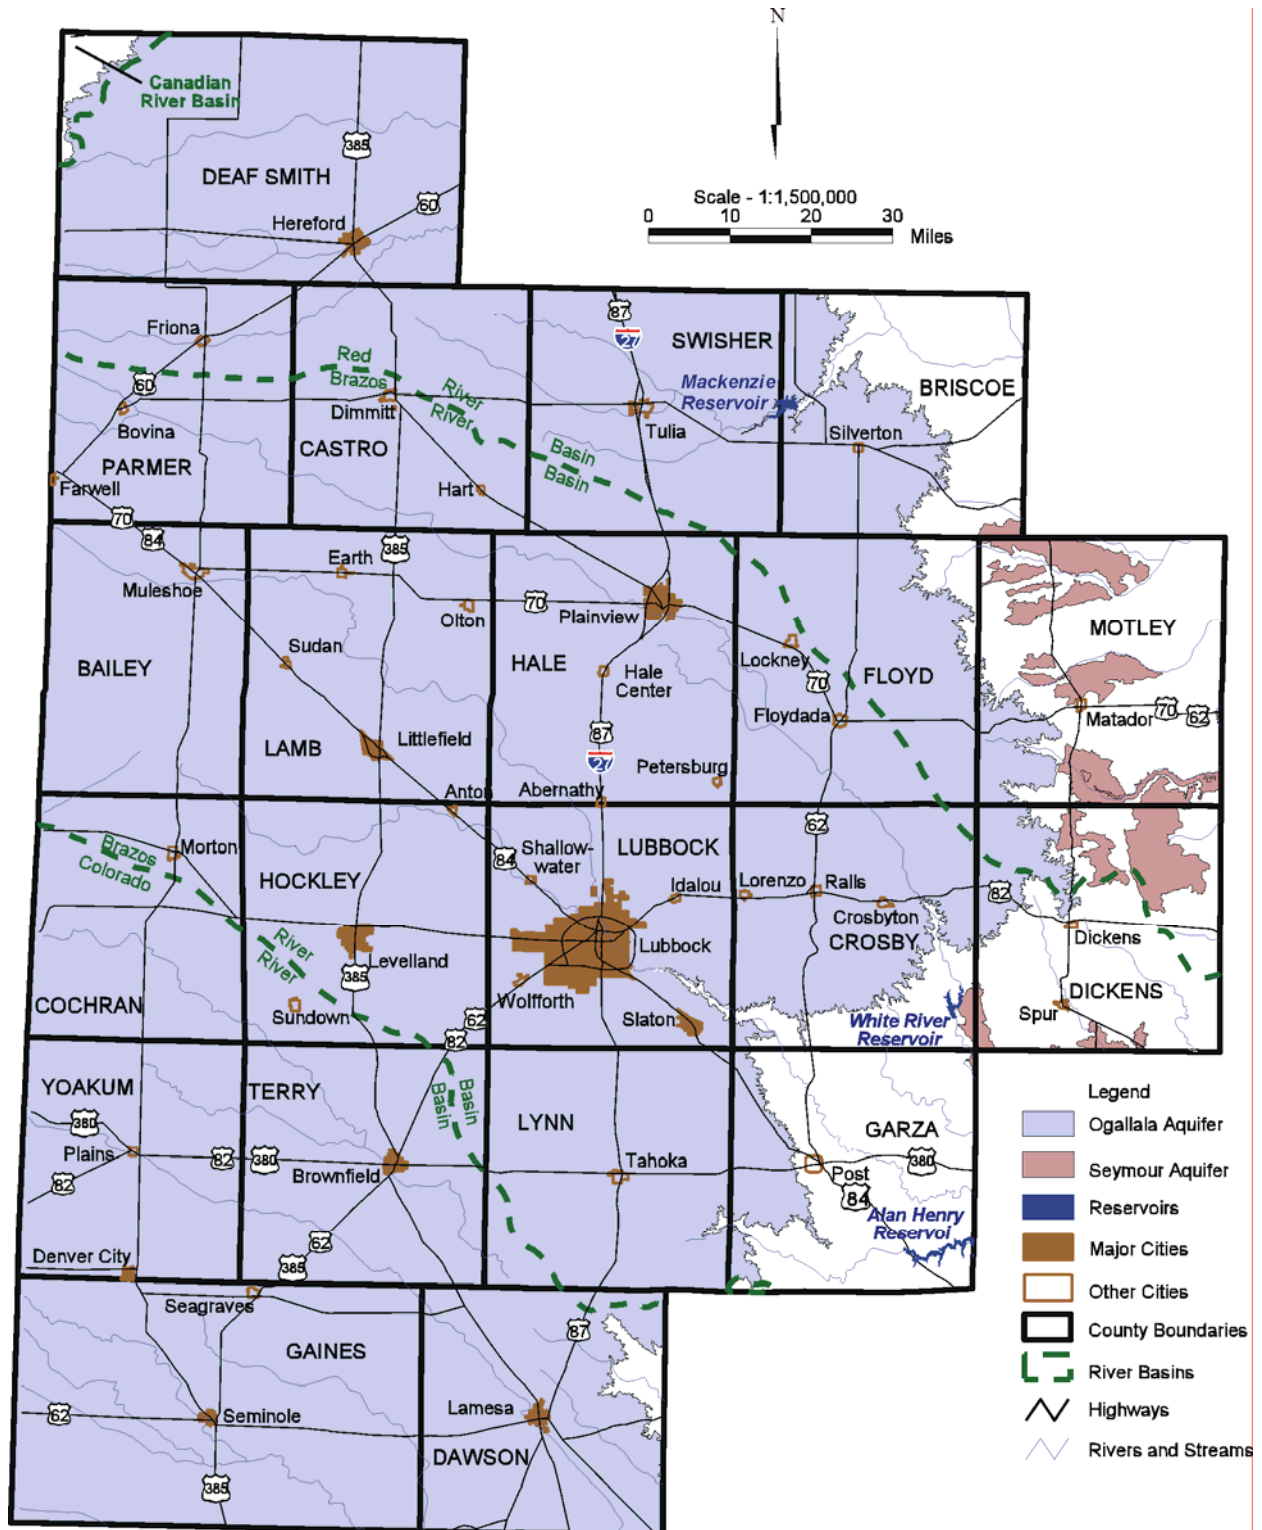 N
Canadian
River Basin
385
DEAF SMITH
60
Hereford
Scale - 1:1,500,000
0 10 20 30
Miles
87
27
Friona
SWISHER
Red
Brazos
River
River
60
Mackenzie
Reservoir
BRISCOE
Dimmitt
Bovina
Tulia
Silverton
CASTRO
Basin
Basin
PARMER
Farwell
Hart
70
84
385
Earth
Muleshoe
Olton
70
Plainview
MOTLEY
Sudan
BAILEY
HALE
Lockney
Hale
Center
70
FLOYD
Floydada
Matador
70
62
LAMB
Littlefield
87
27
Petersburg
Anton
Abernathy
62
Brazos
Colorado
Morton
84
Shallow-
water
LUBBOCK
HOCKLEY
Idalou
Lorenzo
Ralls
82
Crosbyton
CROSBY
Dickens
River
River
Lubbock
Levelland
385
DICKENS
COCHRAN
Wolfforth
Sundown
62
82
Slaton
White River
Reservoir
Spur
YOAKUM
TERRY
Basin
Basin
LYNN
GARZA
380
Plains
82
380
Brownfield
Tahoka
380
82
Post
84
Alan Henry
Reservoi
62
385
Denver City
Seagraves
87
GAINES
62
Seminole
Lamesa
DAWSON
385
Legend
Ogallala Aquifer
Seymour Aquifer
Reservoirs
Major Cities
Other Cities
County Boundaries
River Basins
Highways
Rivers and Streams